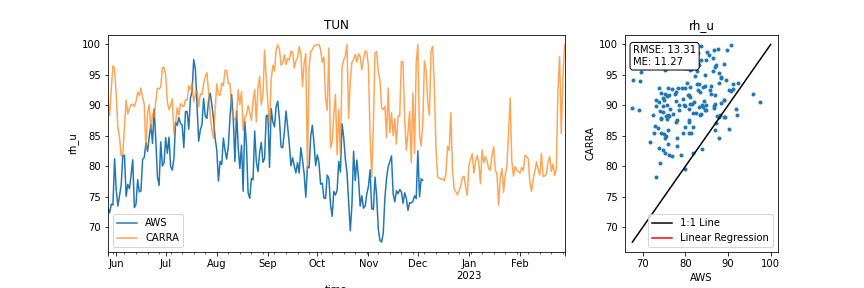 TUN
rh_u
100
95
90
85
80
75
70
rh_u
AWS
CARRA
Jun
Jul
Aug
Sep
Oct
Nov
Dec
Jan
2023
Feb
time
rh_u
100
95
90
85
80
75
70
CARRA
RMSE: 13.31
ME: 11.27
1:1 Line
Linear Regression
70
80
90
100
AWS